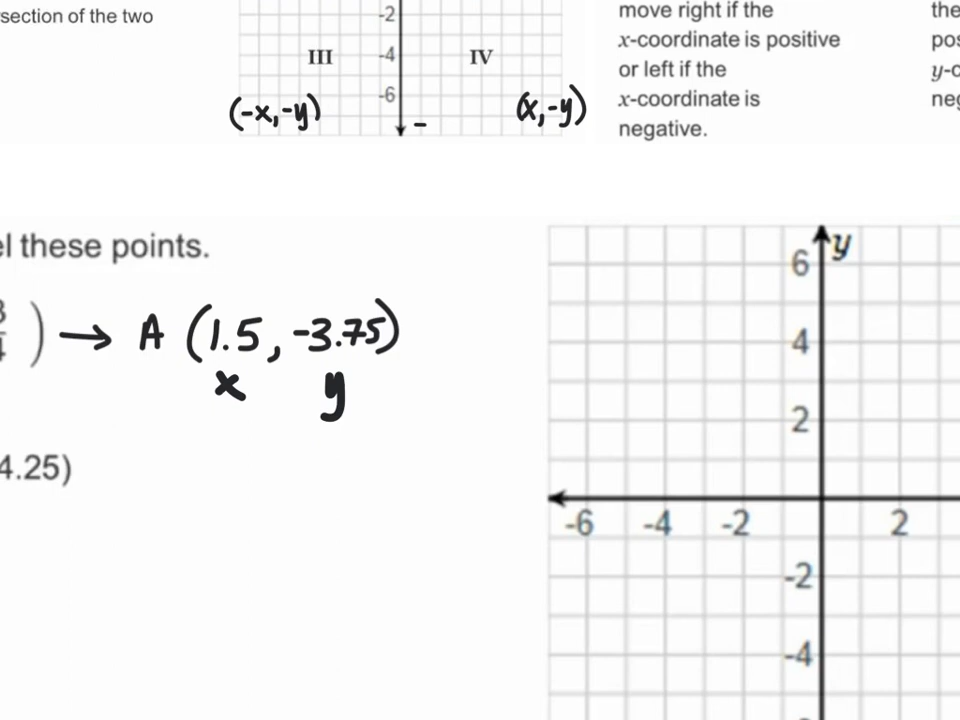 section of the two
-2
III -4 IV
-6
(-x,-y) (x,-y)
-
move right if the
x-coordinate is positive
or left if the
x-coordinate is
negative.
the
pos
y-c
neg
el these points.
) → A (1.5, -3.75)
x y
4.25)
y
6
4
2
-6 -4 -2 2
-2
-4